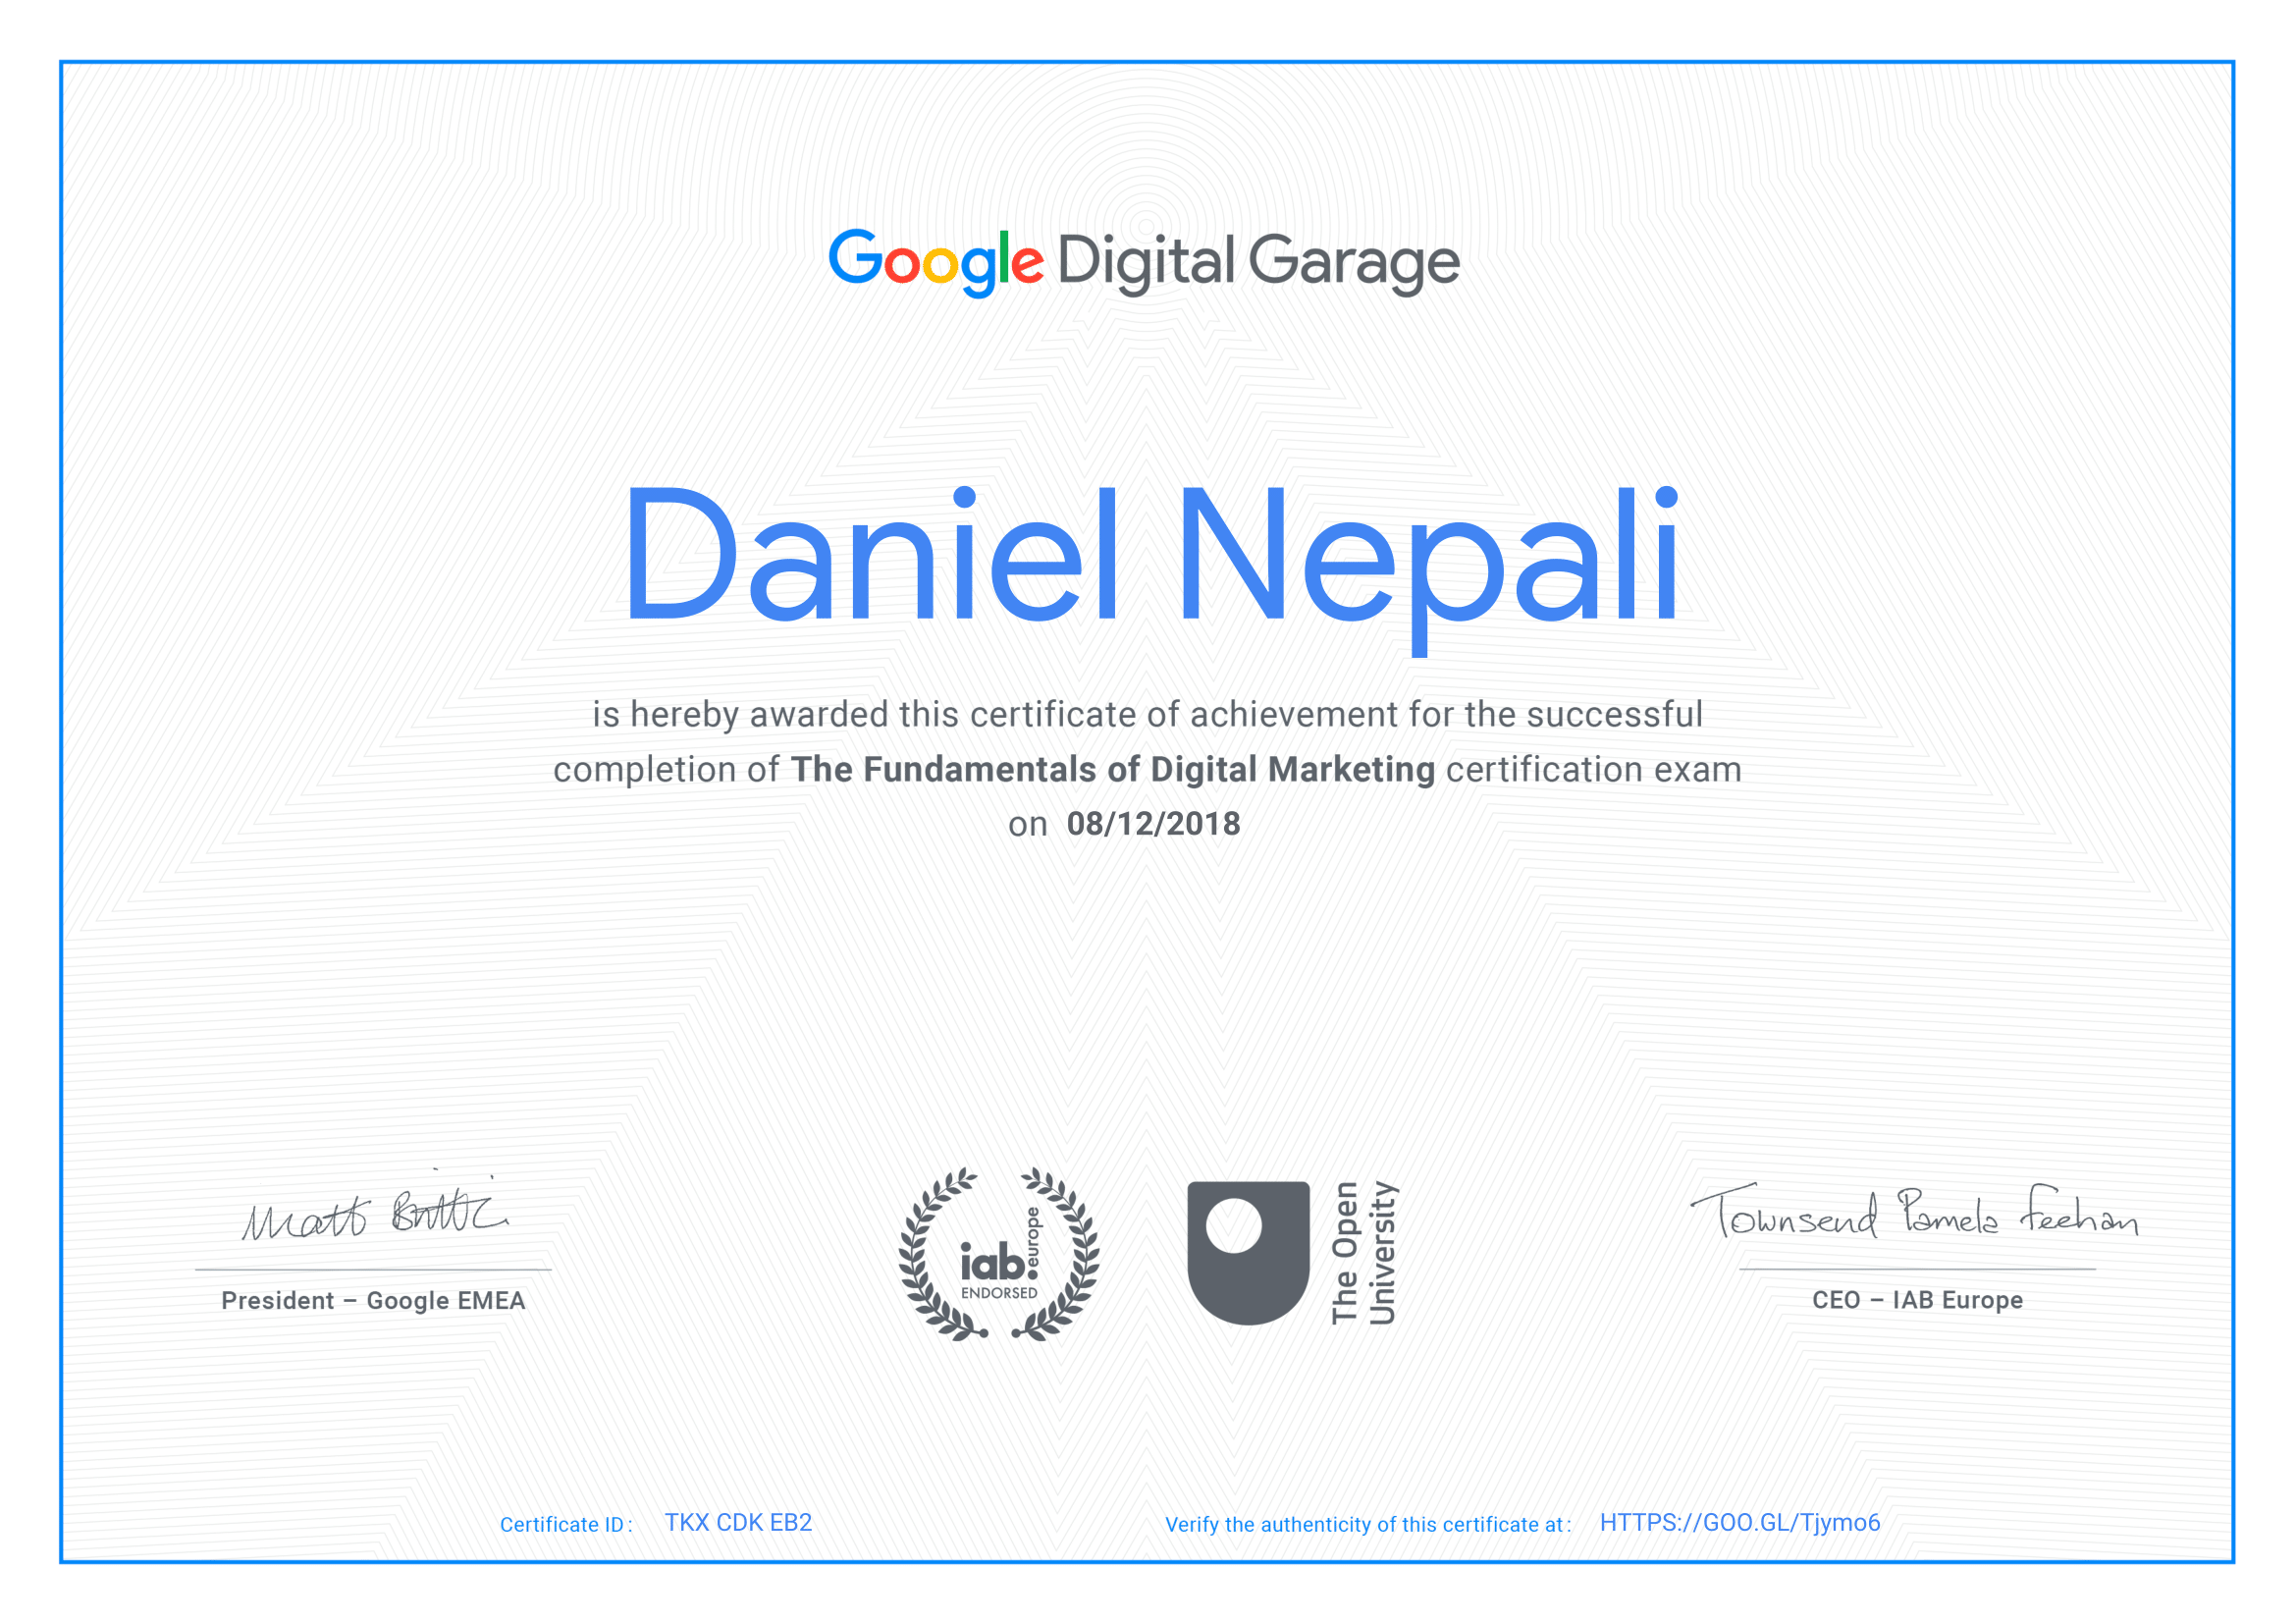 Google Digital Garage
Daniel Nepali
is hereby awarded this certificate of achievement for the successful
completion of The Fundamentals of Digital Marketing certification exam
on 08/12/2018
Matt Brittin
President – Google EMEA
iab.europe
ENDORSED
The Open
University
Townsend Pamela Feehan
CEO – IAB Europe
Certificate ID: TKX CDK EB2
Verify the authenticity of this certificate at: HTTPS://GOO.GL/Tjymo6